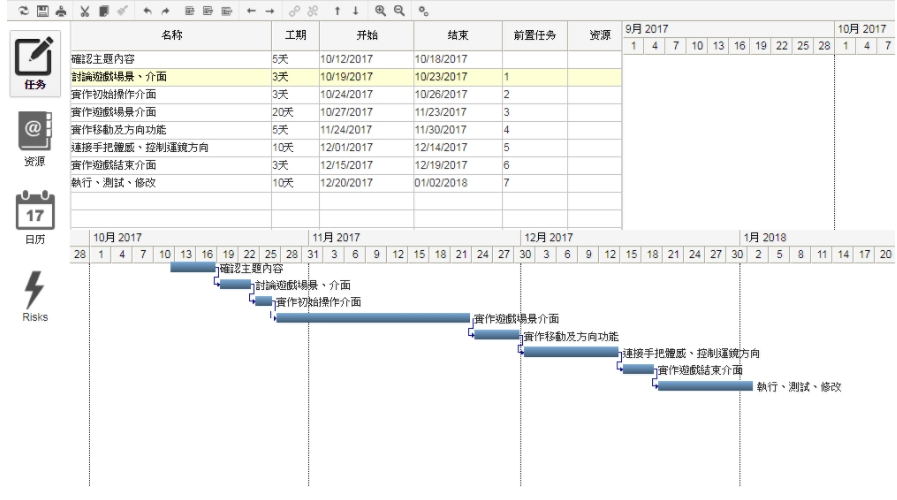 名称 工期 开始 结束 前置任务 资源
9月 2017 10月 2017
1 4 7 10 13 16 19 22 25 28 1 4 7
任务
資源
日历
17
Risks
確認主題內容 5天 10/12/2017 10/18/2017
討論遊戲場景、介面 3天 10/19/2017 10/23/2017 1
實作初始操作介面 3天 10/24/2017 10/26/2017 2
實作遊戲場景介面 20天 10/27/2017 11/23/2017 3
實作移動及方向功能 5天 11/24/2017 11/30/2017 4
連接手把體感、控制運鏡方向 10天 12/01/2017 12/14/2017 5
實作遊戲結束介面 3天 12/15/2017 12/19/2017 6
執行、測試、修改 10天 12/20/2017 01/02/2018 7
10月 2017 11月 2017 12月 2017 1月 2018
28 1 4 7 10 13 16 19 22 25 28 31 3 6 9 12 15 18 21 24 27 30 3 6 9 12 15 18 21 24 27 30 2 5 8 11 14 17 20
確認主題內容
討論遊戲場景、介面
實作初始操作介面
實作遊戲場景介面
實作移動及方向功能
連接手把體感、控制運鏡方向
實作遊戲結束介面
執行、測試、修改